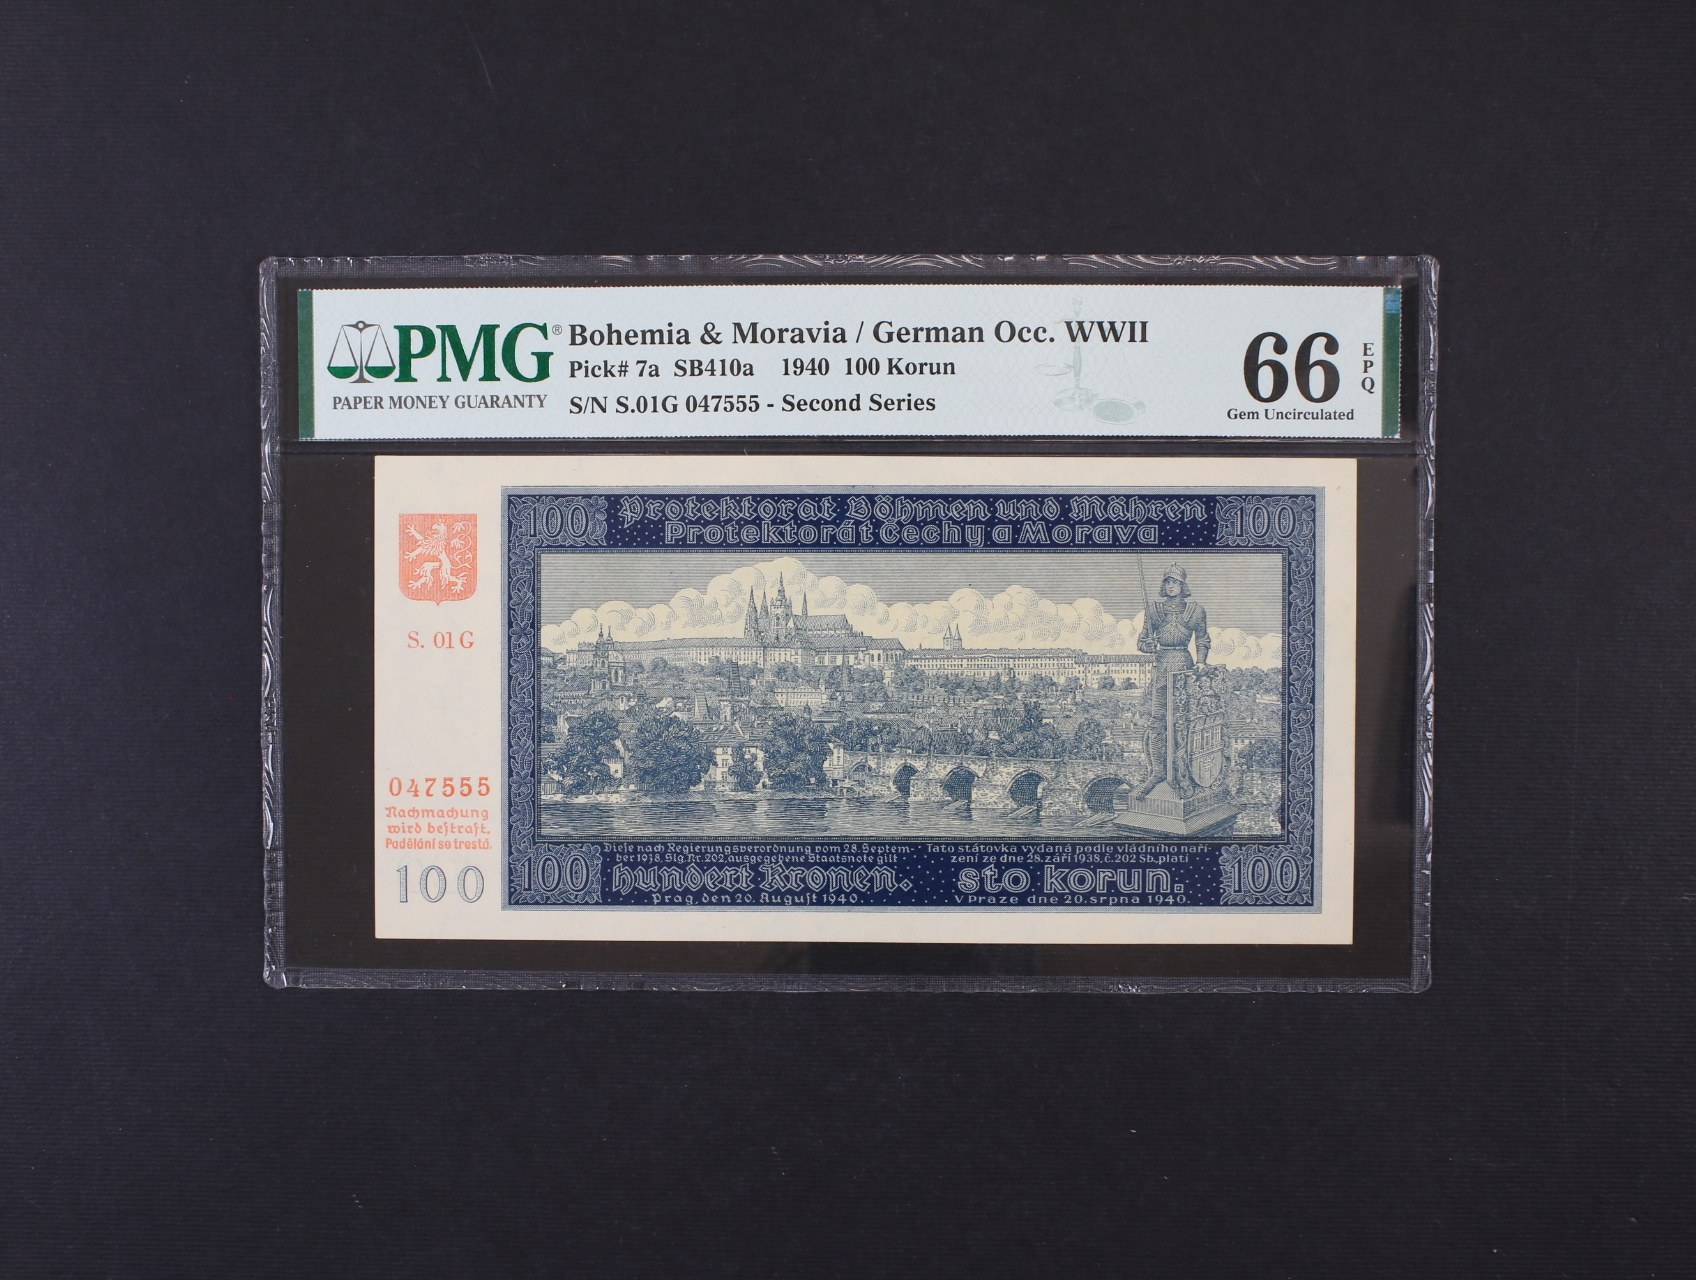 PMG®
PAPER MONEY GUARANTY
Bohemia & Moravia / German Occ. WWII
Pick# 7a SB410a 1940 100 Korun
S/N S.01G 047555 - Second Series
66
EPQ
Gem Uncirculated
100 Protektorat Böhmen und Mähren 100
Protektorát Čechy a Morava
S. 01 G
047555
Nachmachung
wird bestraft.
Padělání se trestá.
100
Diese nach Regierungsverordnung vom 28. Septem-
ber 1938, Slg. Nr. 202, ausgegebene Staatsnote gilt
100 hundert Kronen.
Prag, den 20. August 1940.
Tato státovka vydaná podle vládního naří-
zení ze dne 28. září 1938, č. 202 Sb., platí
sto korun. 100
V Praze dne 20. srpna 1940.